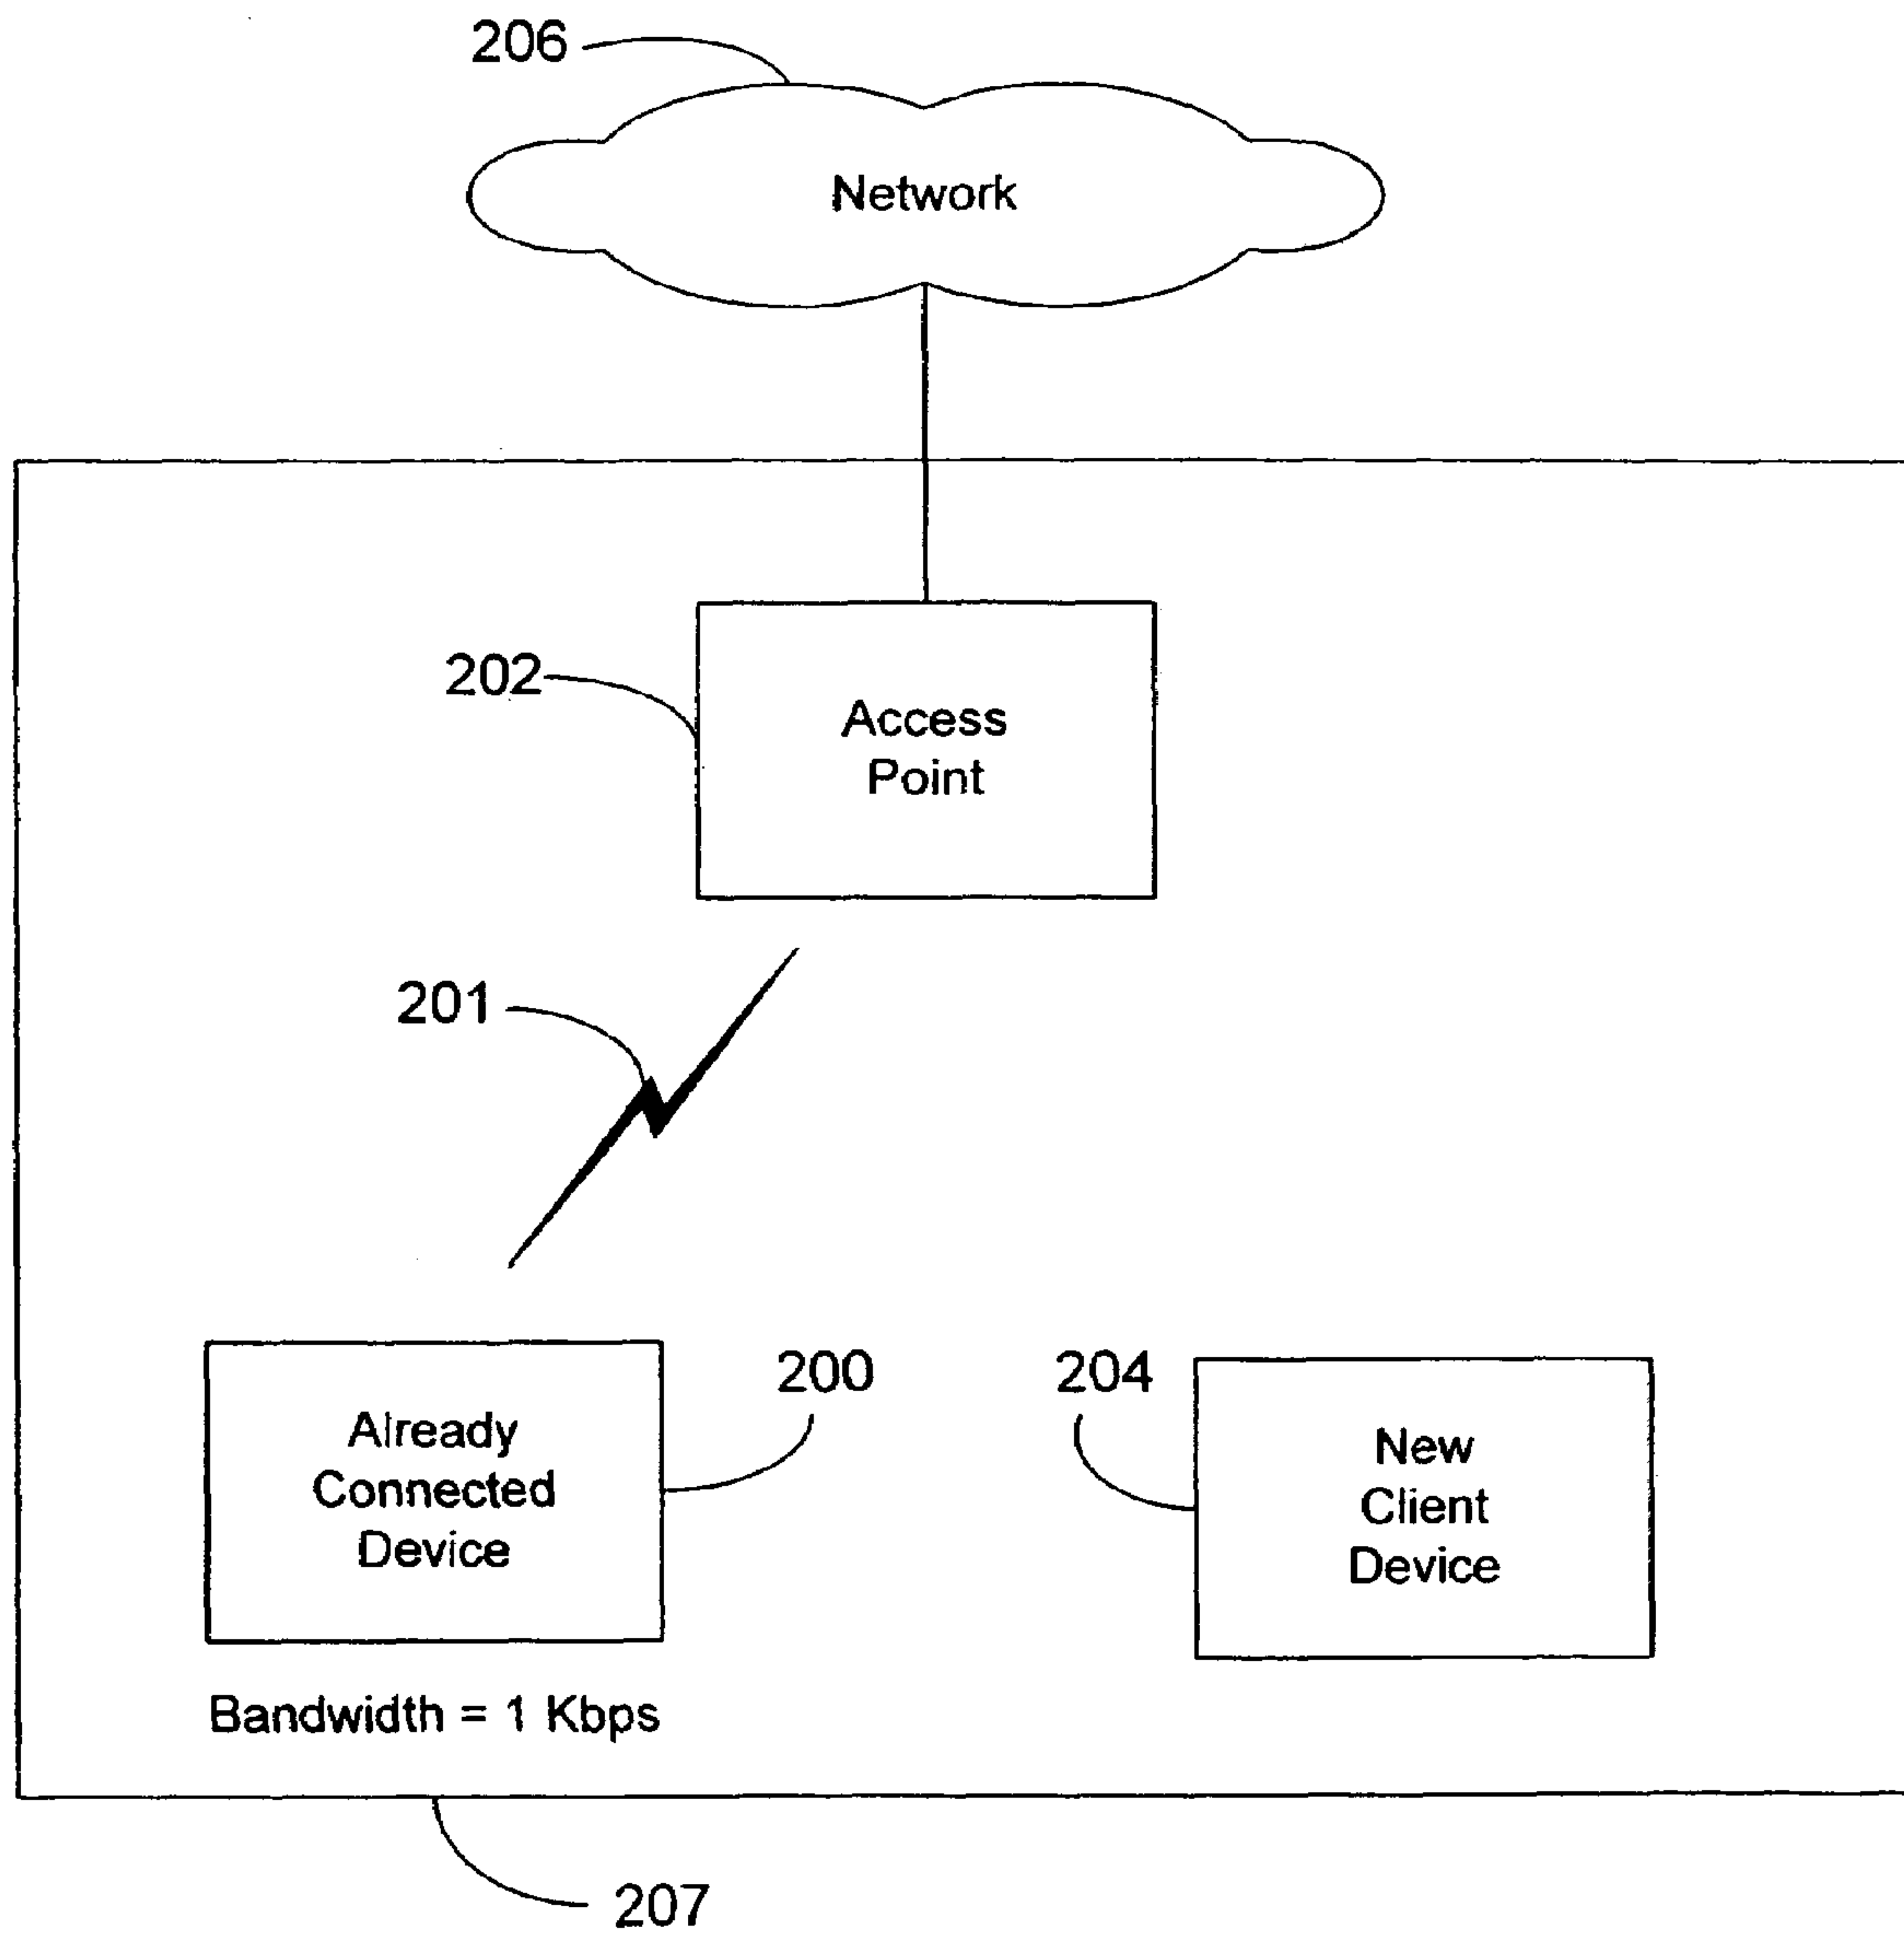 206
Network
202
Access
Point
201
200
204
Already
Connected
Device
New
Client
Device
Bandwidth = 1 Kbps
207